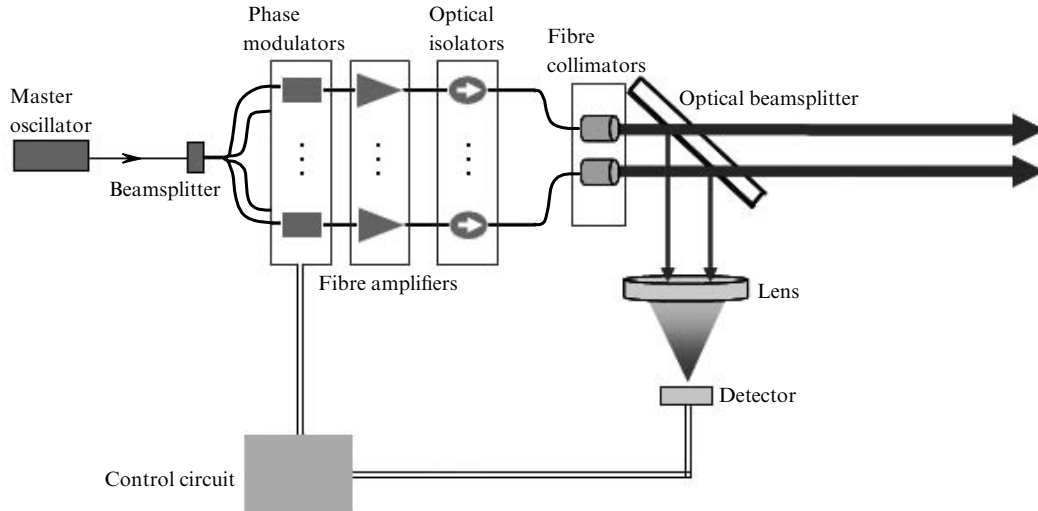 Phase
modulators
Optical
isolators
Fibre
collimators
Master
oscillator
Optical beamsplitter
Beamsplitter
Fibre amplifiers
Lens
Detector
Control circuit